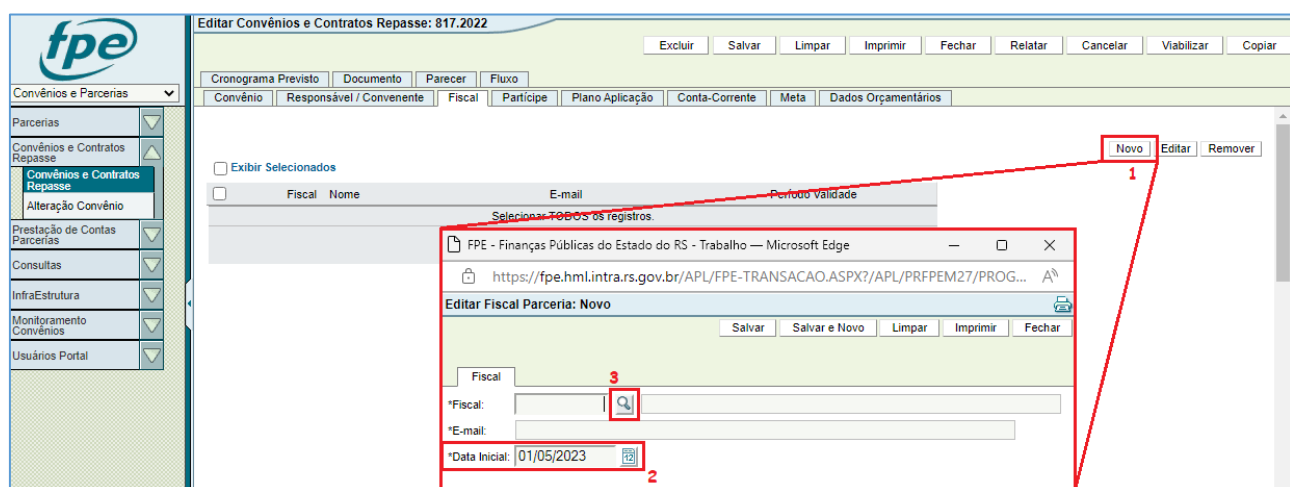 Editar Convênios e Contratos Repasse: 817.2022
fpe
Excluir Salvar Limpar Imprimir Fechar Relatar Cancelar Viabilizar Copiar
Convênios e Parcerias
Cronograma Previsto Documento Parecer Fluxo
Convênio Responsável / Convenente Fiscal Partícipe Plano Aplicação Conta-Corrente Meta Dados Orçamentários
Parcerias
Convênios e Contratos
Repasse
Convênios e Contratos
Repasse
Alteração Convênio
Prestação de Contas
Parcerias
Consultas
InfraEstrutura
Monitoramento
Convênios
Usuários Portal
Novo Editar Remover
1
Exibir Selecionados
Fiscal Nome E-mail Período Validade
Selecionar TODOS os registros.
FPE - Finanças Públicas do Estado do RS - Trabalho — Microsoft Edge
https://fpe.hml.intra.rs.gov.br/APL/FPE-TRANSACAO.ASPX?/APL/PRFPEM27/PROG...
Editar Fiscal Parceria: Novo
Salvar Salvar e Novo Limpar Imprimir Fechar
Fiscal
3
*Fiscal:
*E-mail:
*Data Inicial: 01/05/2023 12
2